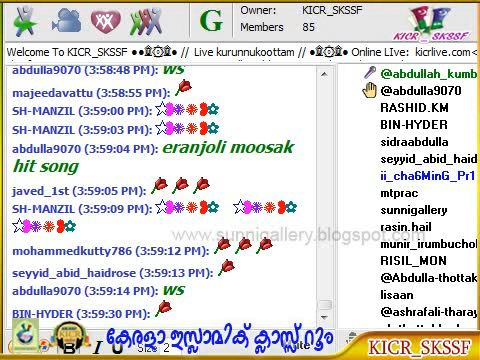 Owner: KICR_SKSSF
Members 85
KICR_SKSSF
Welcome To KICR_SKSSF // Live kurunnukoottam // Online LIve: kicrlive.com
abdulla9070 (3:58:48 PM): WS
majeedavattu (3:58:55 PM):
SH-MANZIL (3:59:00 PM):
SH-MANZIL (3:59:03 PM):
abdulla9070 (3:59:04 PM): eranjoli moosak
hit song
javed_1st (3:59:05 PM):
SH-MANZIL (3:59:09 PM):
www.sunnigallery.blogspot.com
mohammedkutty786 (3:59:12 PM):
seyyid_abid_haidrose (3:59:13 PM):
abdulla9070 (3:59:14 PM): WS
BIN-HYDER (3:59:30 PM):
@abdullah_kumb
@abdulla9070
RASHID.KM
BIN-HYDER
sidraabdulla
seyyid_abid_haid
ii_cha6MinG_Pr1
mtprac
sunnigallery
rasin.hail
RISIL_MON
@Abdulla-thottak
lisaan
@ashrafali-tharay
B I U Size 2
കേരളാ ഇസ്ലാമിക് ക്ലാസ്സ് റൂം
KICR_SKSSF